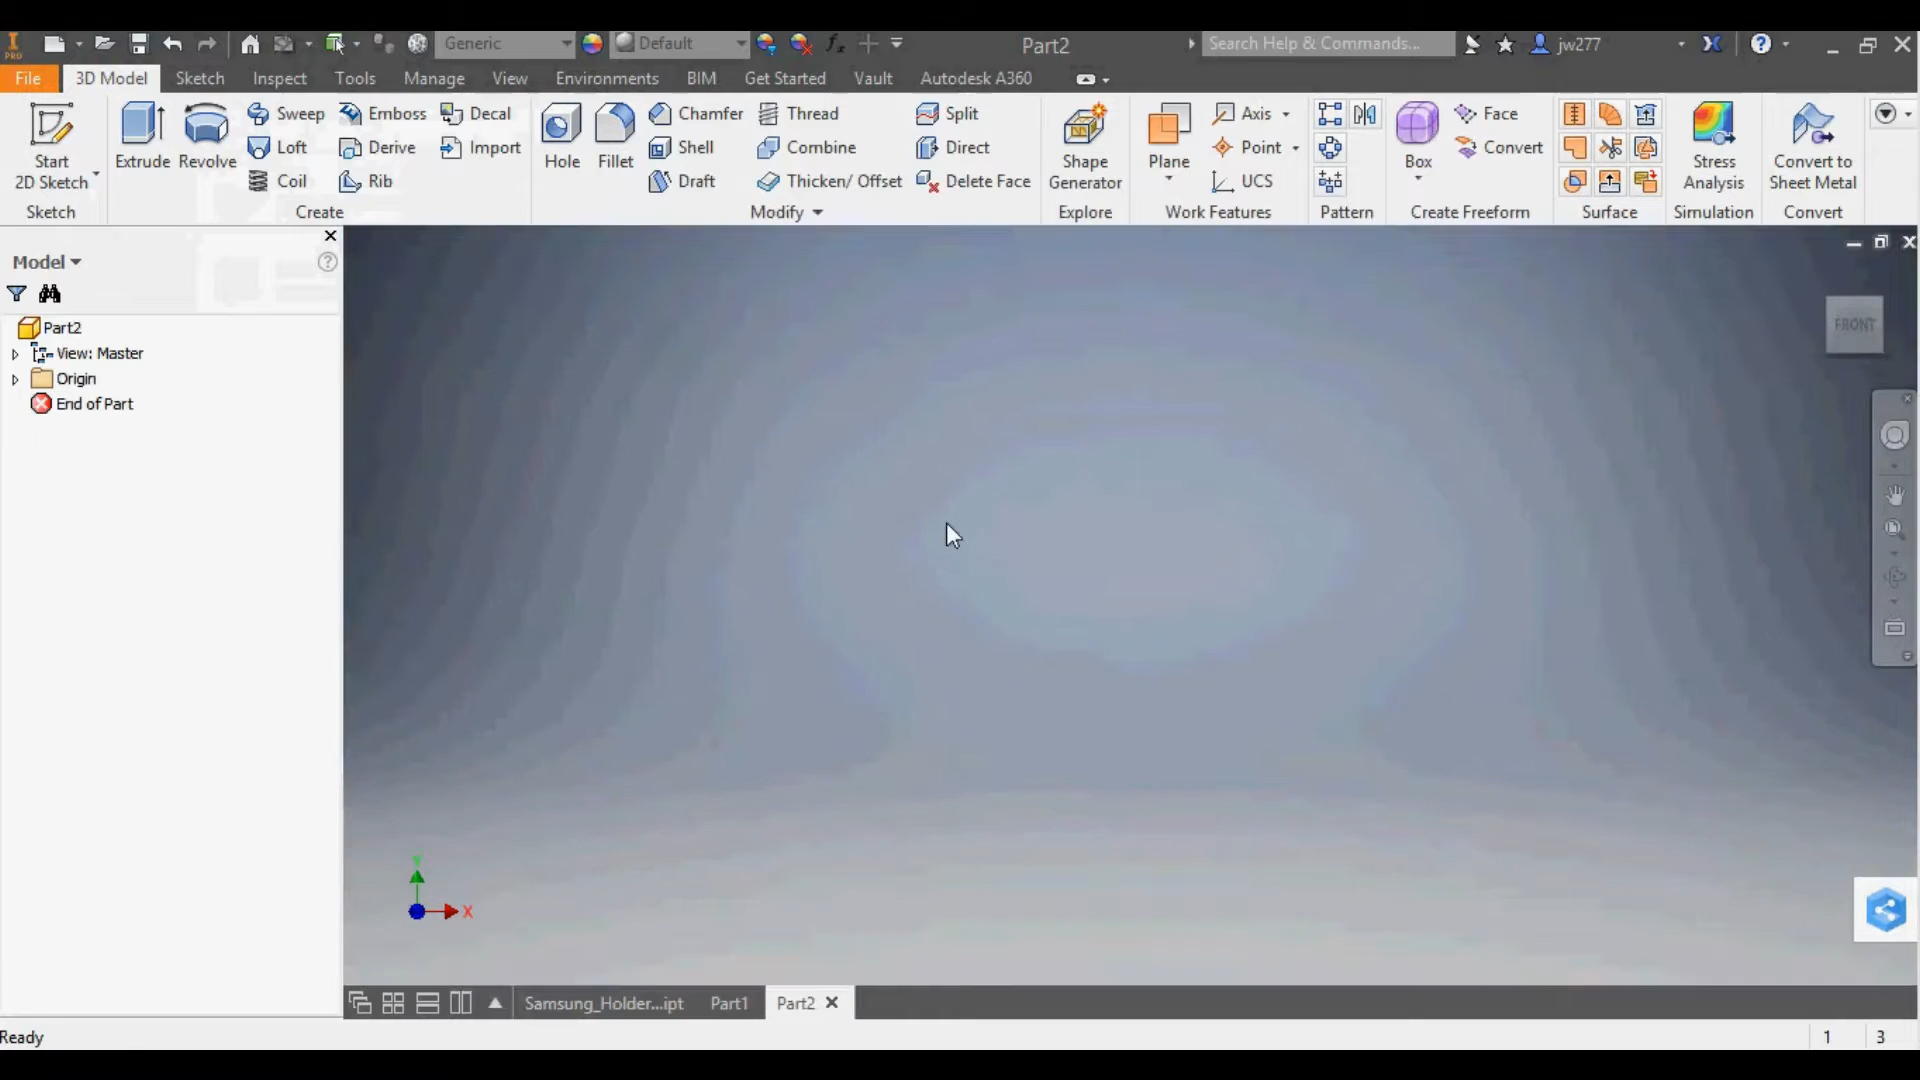 PRO
Generic
Default
Part2
Search Help & Commands...
jw277
File
3D Model
Sketch
Inspect
Tools
Manage
View
Environments
BIM
Get Started
Vault
Autodesk A360
Start
2D Sketch
Extrude
Revolve
Sweep
Loft
Coil
Emboss
Derive
Rib
Decal
Import
Hole
Fillet
Chamfer
Shell
Draft
Thread
Combine
Thicken/ Offset
Split
Direct
Delete Face
Shape
Generator
Plane
Axis
Point
UCS
Box
Face
Convert
Stress
Analysis
Convert to
Sheet Metal
Sketch
Create
Modify
Explore
Work Features
Pattern
Create Freeform
Surface
Simulation
Convert
Model
Part2
View: Master
Origin
End of Part
FRONT
Y
X
Samsung_Holder...ipt
Part1
Part2
Ready
1
3